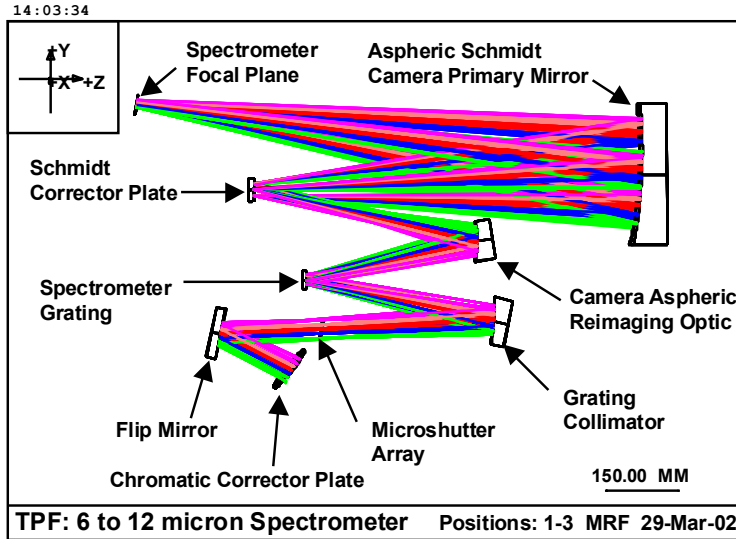 14:03:34
+Y
+X +Z
Spectrometer
Focal Plane
Aspheric Schmidt
Camera Primary Mirror
Schmidt
Corrector Plate
Spectrometer
Grating
Camera Aspheric
Reimaging Optic
Grating
Collimator
Flip Mirror
Microshutter
Array
Chromatic Corrector Plate
150.00 MM
TPF: 6 to 12 micron Spectrometer Positions: 1-3 MRF 29-Mar-02